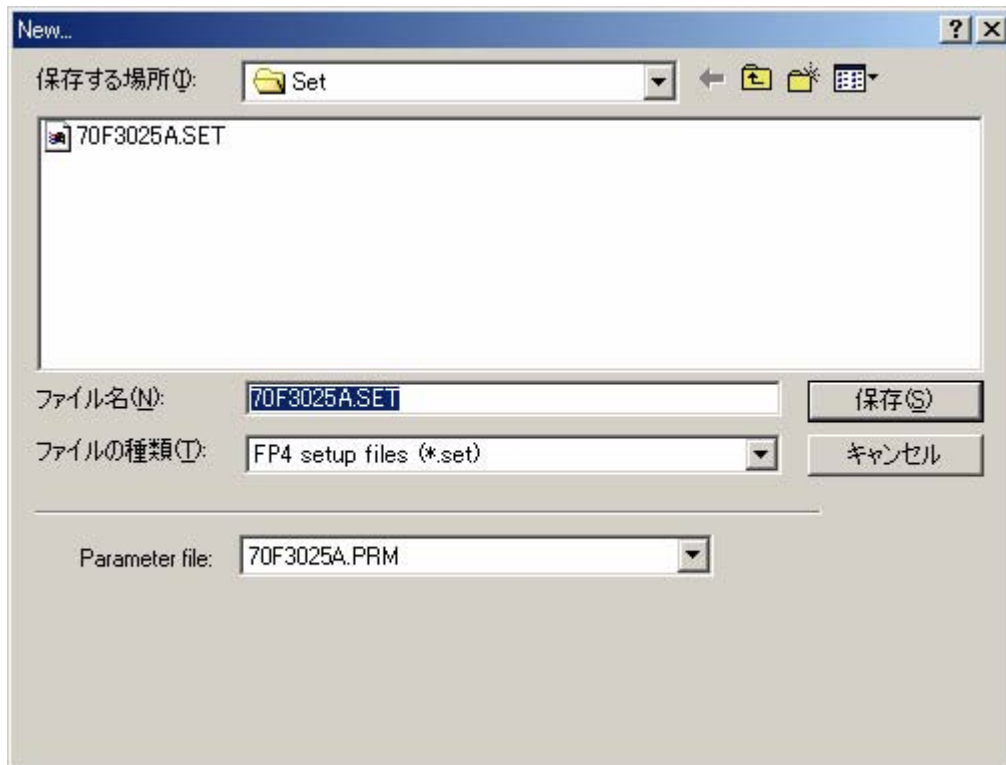 New...
保存する場所(I):
Set
70F3025A.SET
ファイル名(N):
70F3025A.SET
保存(S)
ファイルの種類(T):
FP4 setup files (*.set)
キャンセル
Parameter file:
70F3025A.PRM